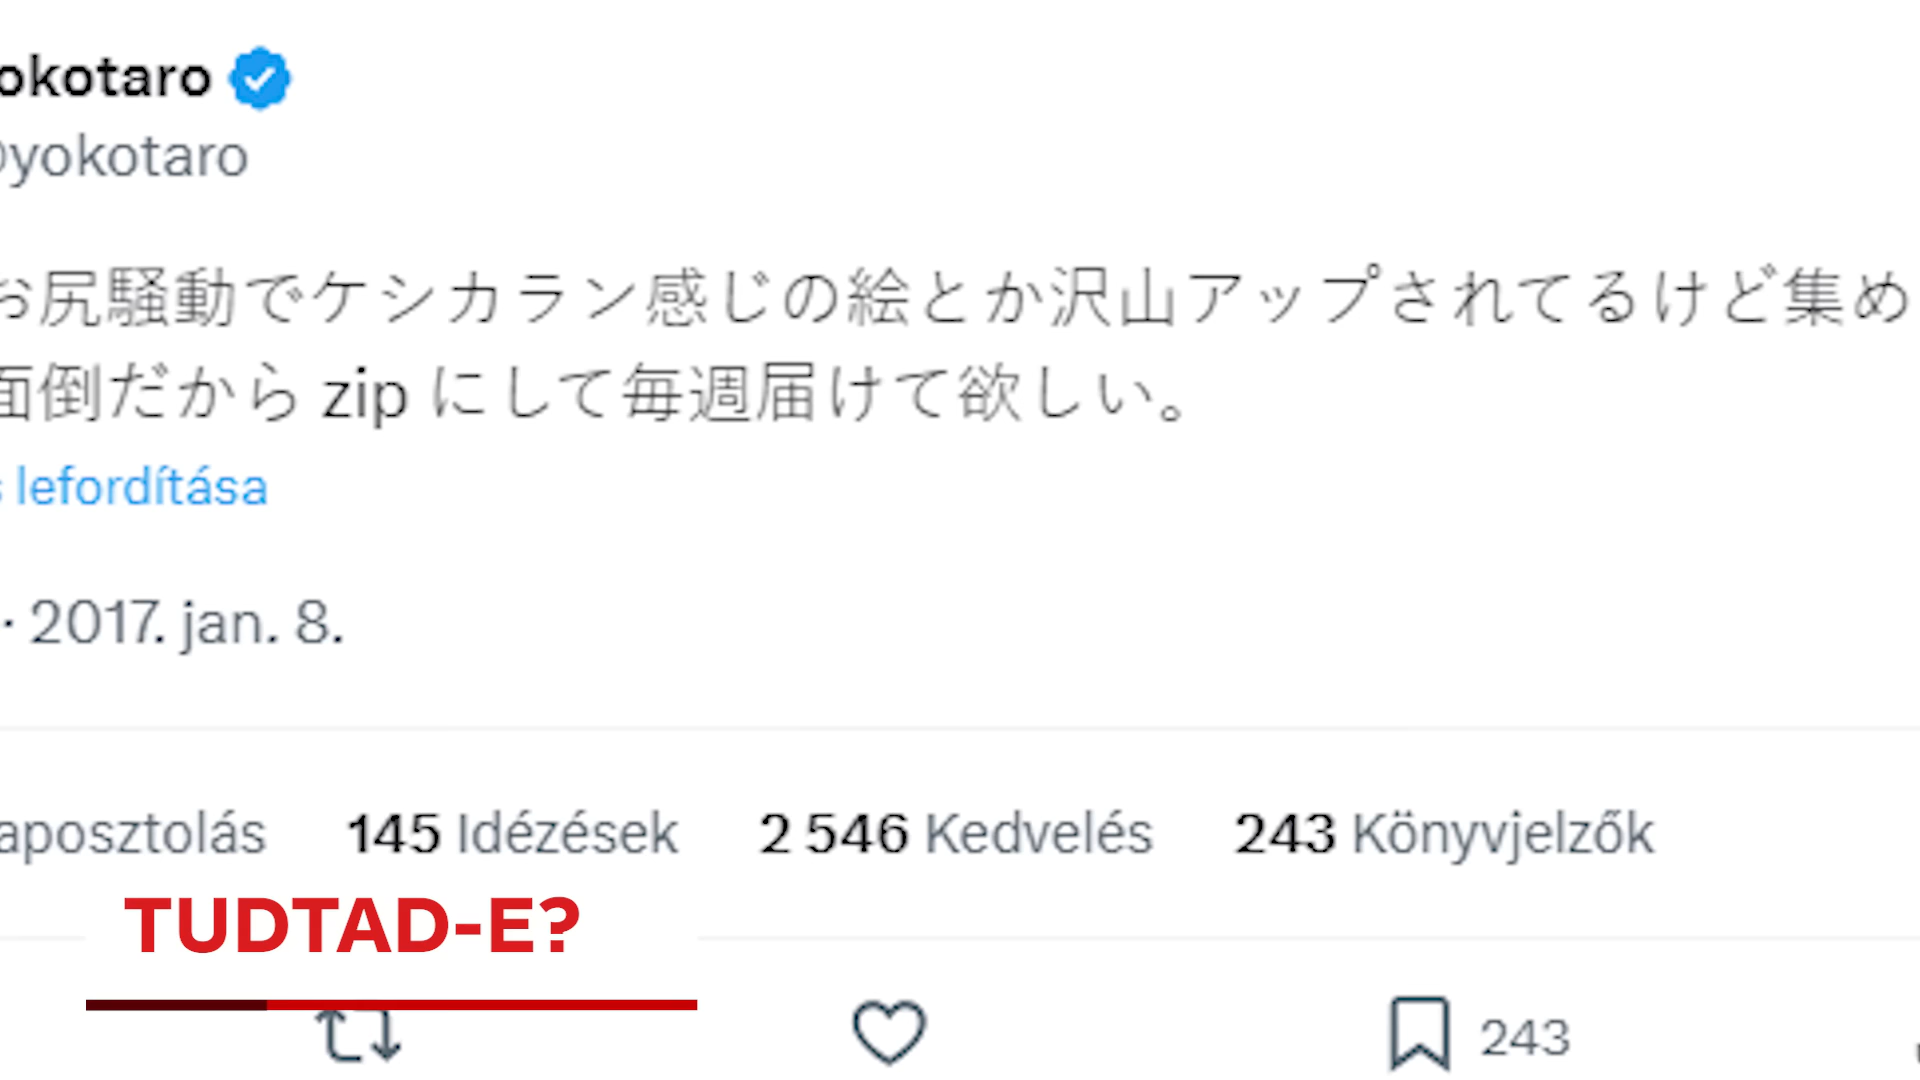 okotaro
@yokotaro
お尻騒動でケシカラン感じの絵とか沢山アップされてるけど集め
面倒だから zip にして毎週届けて欲しい。
s lefordítása
· 2017. jan. 8.
aposztolás 145 Idézések 2 546 Kedvelés 243 Könyvjelzők
TUDTAD-E?
243